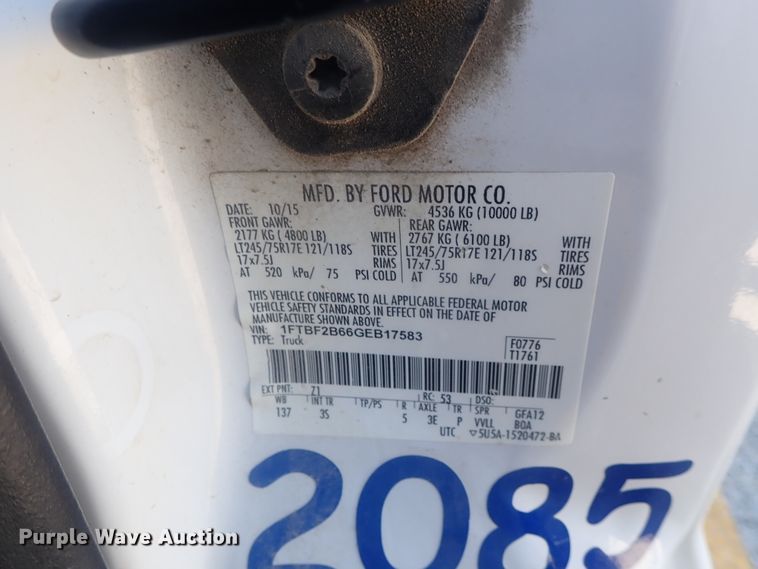 MFD. BY FORD MOTOR CO.
DATE: 10/15 GVWR: 4536 KG (10000 LB)
FRONT GAWR: REAR GAWR:
2177 KG ( 4800 LB) WITH 2767 KG ( 6100 LB) WITH
LT245/75R17E 121/118S TIRES LT245/75R17E 121/118S TIRES
17x7.5J RIMS 17x7.5J RIMS
AT 520 kPa/ 75 PSI COLD AT 550 kPa/ 80 PSI COLD
THIS VEHICLE CONFORMS TO ALL APPLICABLE FEDERAL MOTOR
VEHICLE SAFETY STANDARDS IN EFFECT ON THE DATE OF
MANUFACTURE SHOWN ABOVE.
VIN: 1FTBF2B66GEB17583 F0776
TYPE: Truck T1761
EXT PNT: Z1 RC: 53 DSO:
WB INT TR TP/PS R AXLE TR SPR GFA12
137 3S 5 3E P VVLL BOA
UTC ▽5U5A-1520472-BA
2085
Purple Wave Auction